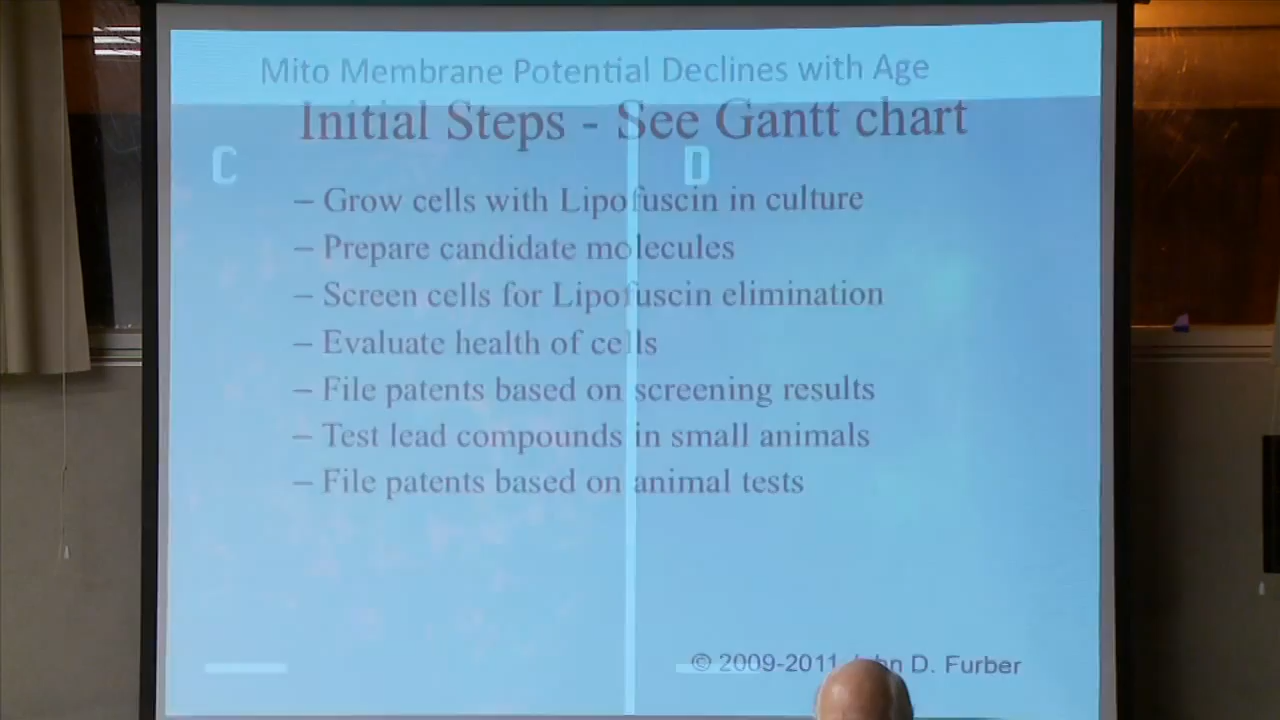 Mito Membrane Potential Declines with Age
Initial Steps - See Gantt chart
C
D
– Grow cells with Lipofuscin in culture
– Prepare candidate molecules
– Screen cells for Lipofuscin elimination
– Evaluate health of cells
– File patents based on screening results
– Test lead compounds in small animals
– File patents based on animal tests
© 2009-2011 John D. Furber